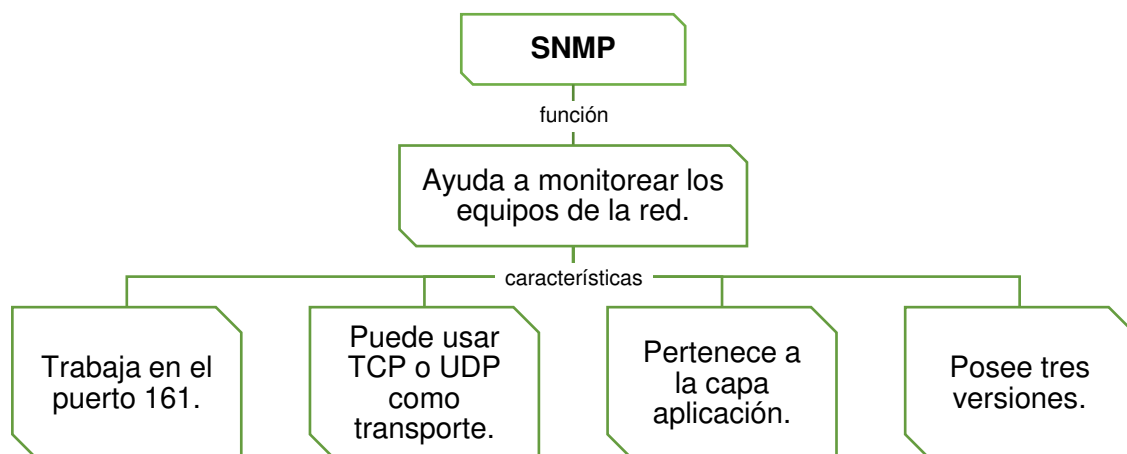 SNMP
función
Ayuda a monitorear los
equipos de la red.
características
Trabaja en el
puerto 161.
Puede usar
TCP o UDP
como
transporte.
Pertenece a
la capa
aplicación.
Posee tres
versiones.